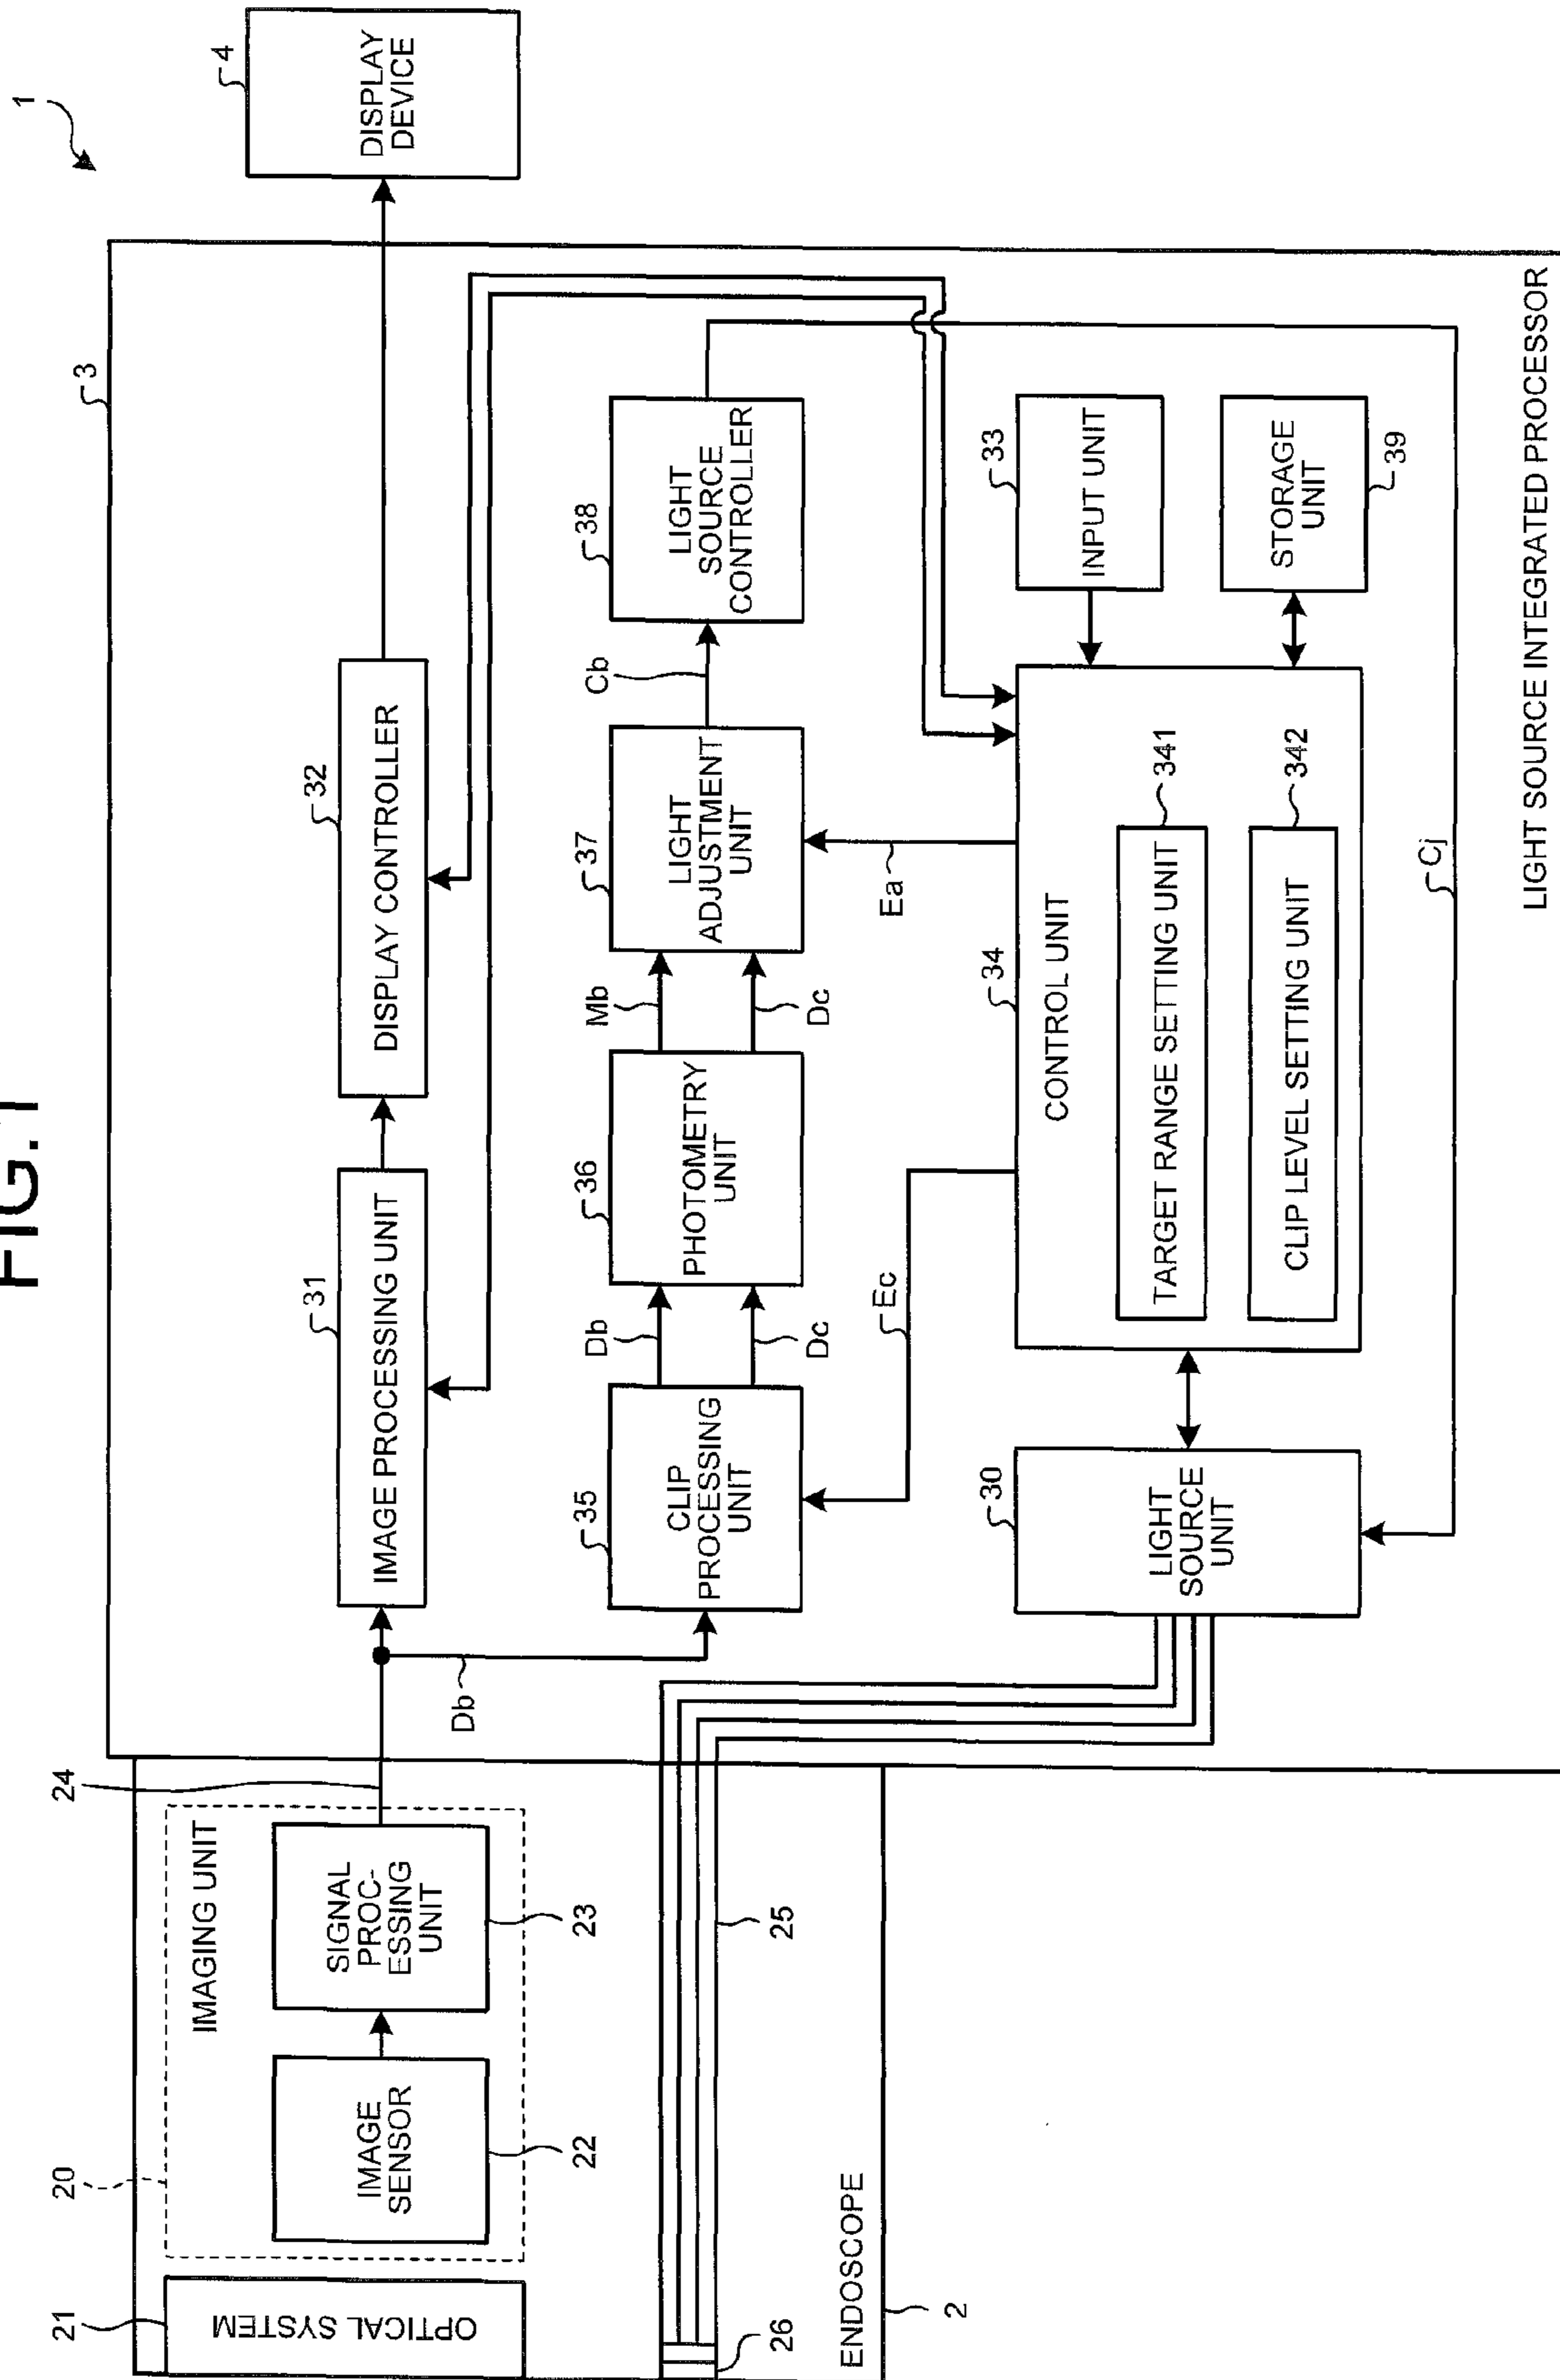 FIG.1
1
3
4
DISPLAY
DEVICE
20
21
OPTICAL SYSTEM
IMAGING UNIT
IMAGE
SENSOR
22
SIGNAL
PROC-
ESSING
UNIT
23
24
25
26
ENDOSCOPE
2
Db
31
IMAGE PROCESSING UNIT
32
DISPLAY CONTROLLER
35
CLIP
PROCESSING
UNIT
Db
Dc
36
PHOTOMETRY
UNIT
Mb
Dc
37
LIGHT
ADJUSTMENT
UNIT
Cb
38
LIGHT
SOURCE
CONTROLLER
Ec
Ea
30
LIGHT
SOURCE
UNIT
34
CONTROL UNIT
TARGET RANGE SETTING UNIT
341
CLIP LEVEL SETTING UNIT
342
33
INPUT UNIT
STORAGE
UNIT
39
Cj
LIGHT SOURCE INTEGRATED PROCESSOR